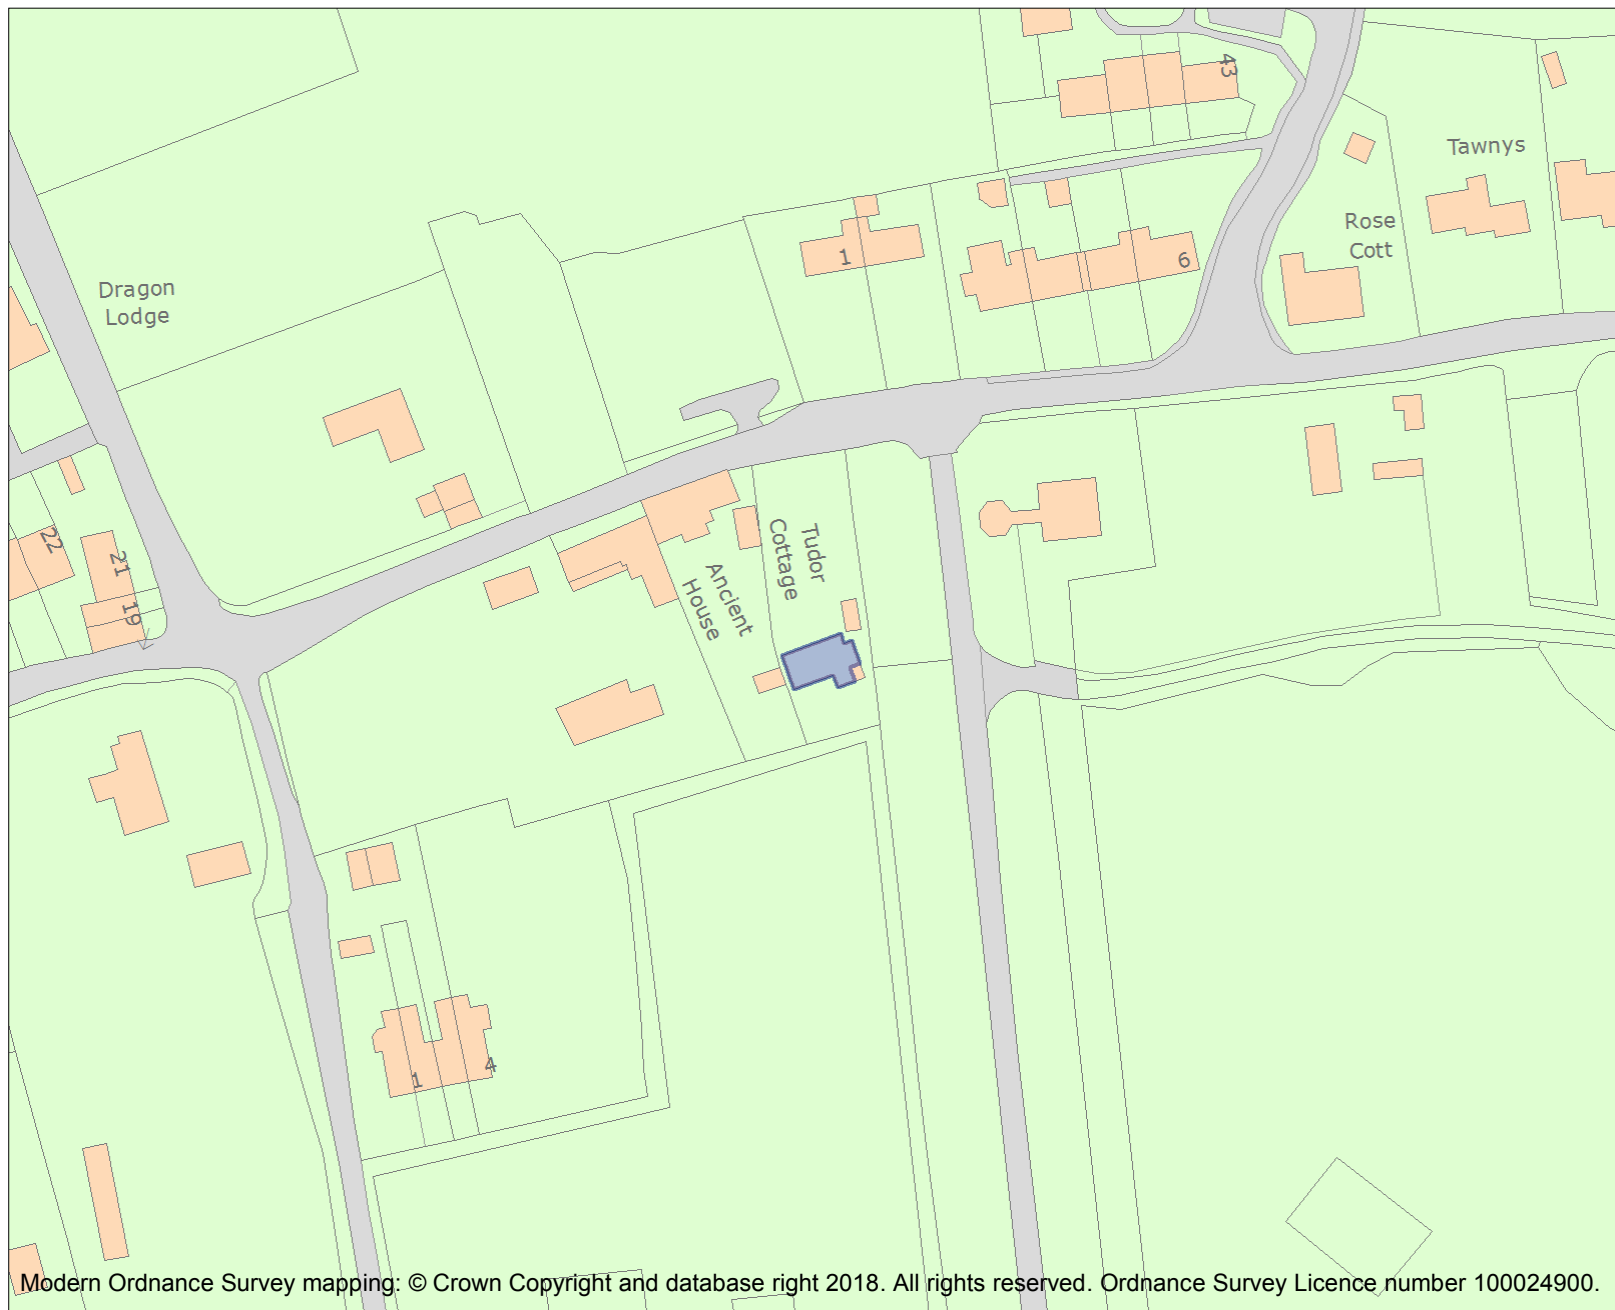 43
Tawnys
Rose
Cott
1
6
Dragon
Lodge
22
21
19
Tudor
Cottage
Ancient
House
1
4
Modern Ordnance Survey mapping: © Crown Copyright and database right 2018. All rights reserved. Ordnance Survey Licence number 100024900.